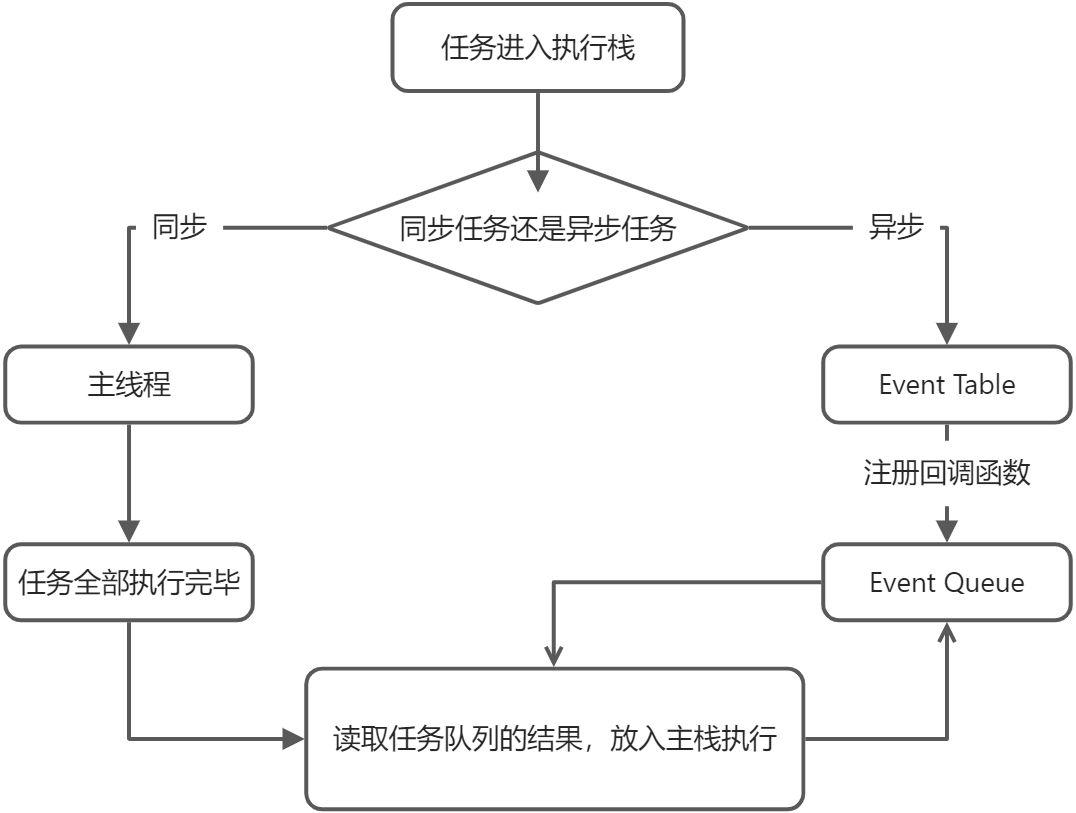 任务进入执行栈
同步
同步任务还是异步任务
异步
主线程
Event Table
注册回调函数
任务全部执行完毕
Event Queue
读取任务队列的结果，放入主栈执行